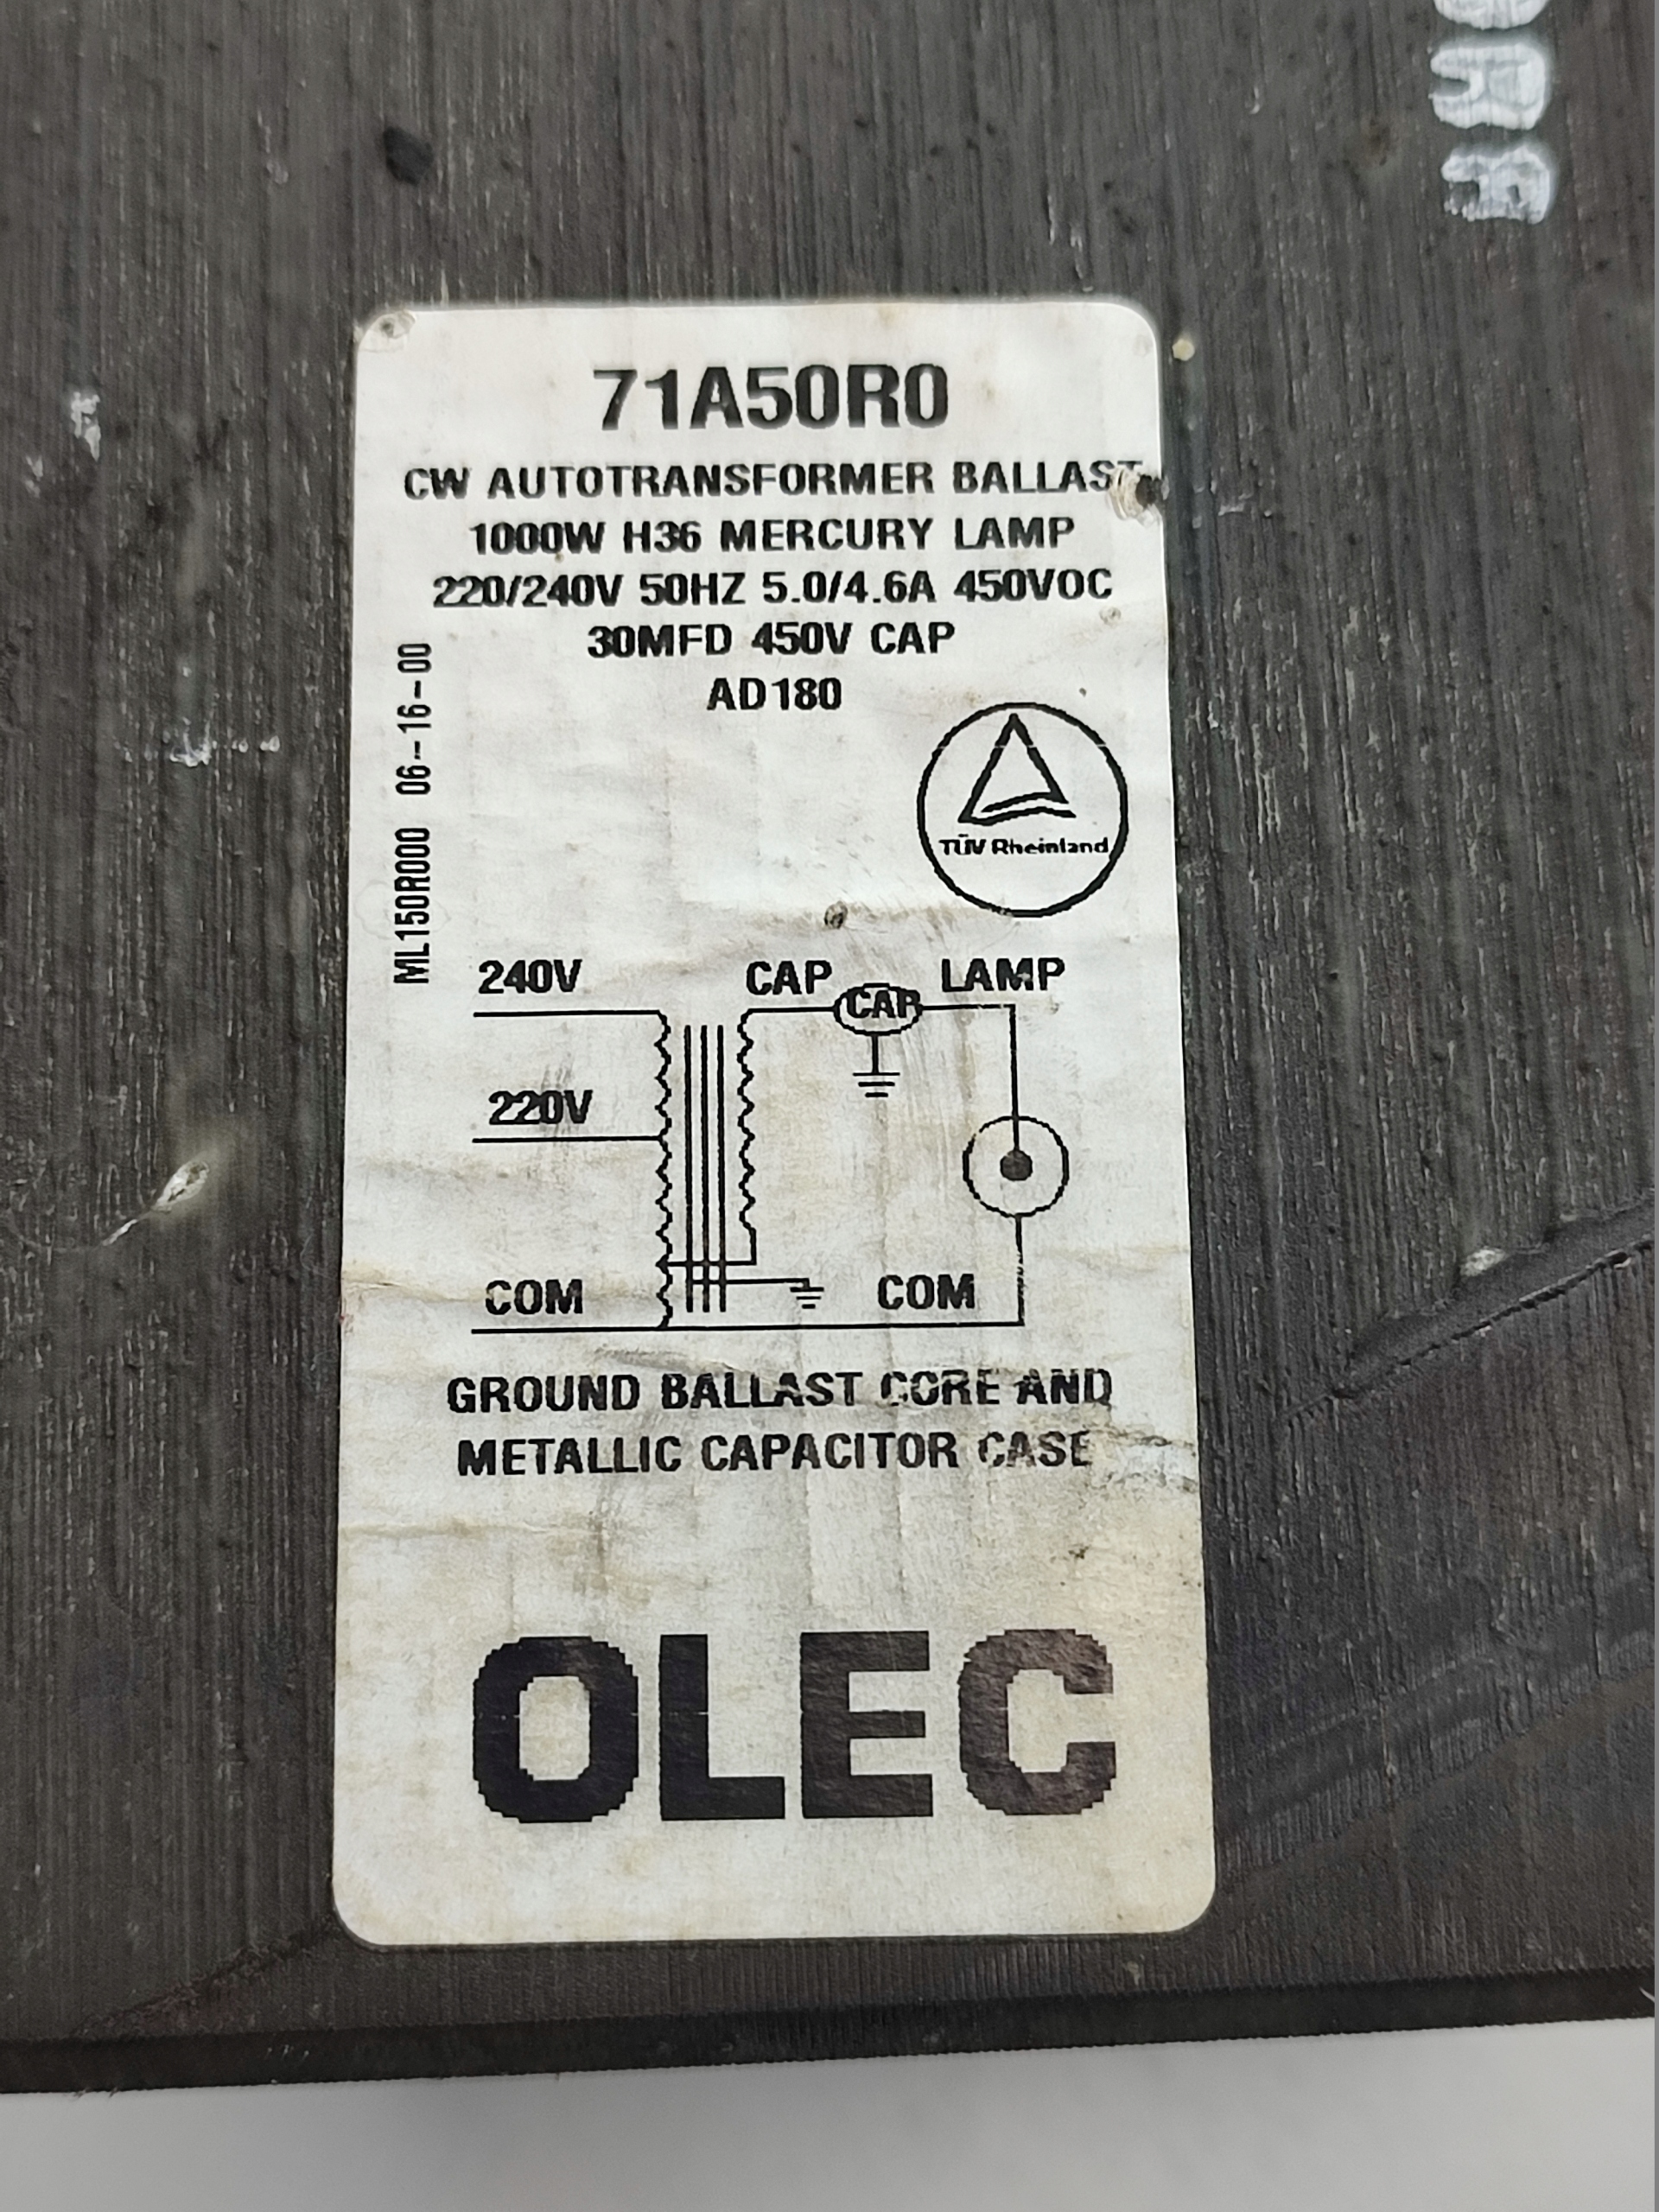 71A50R0
CW AUTOTRANSFORMER BALLAST
1000W H36 MERCURY LAMP
220/240V 50HZ 5.0/4.6A 450VOC
30MFD 450V CAP
AD180
ML150R000 06-16-00
TÜV Rheinland
240V CAP CAP LAMP
220V
COM COM
GROUND BALLAST CORE AND
METALLIC CAPACITOR CASE
OLEC